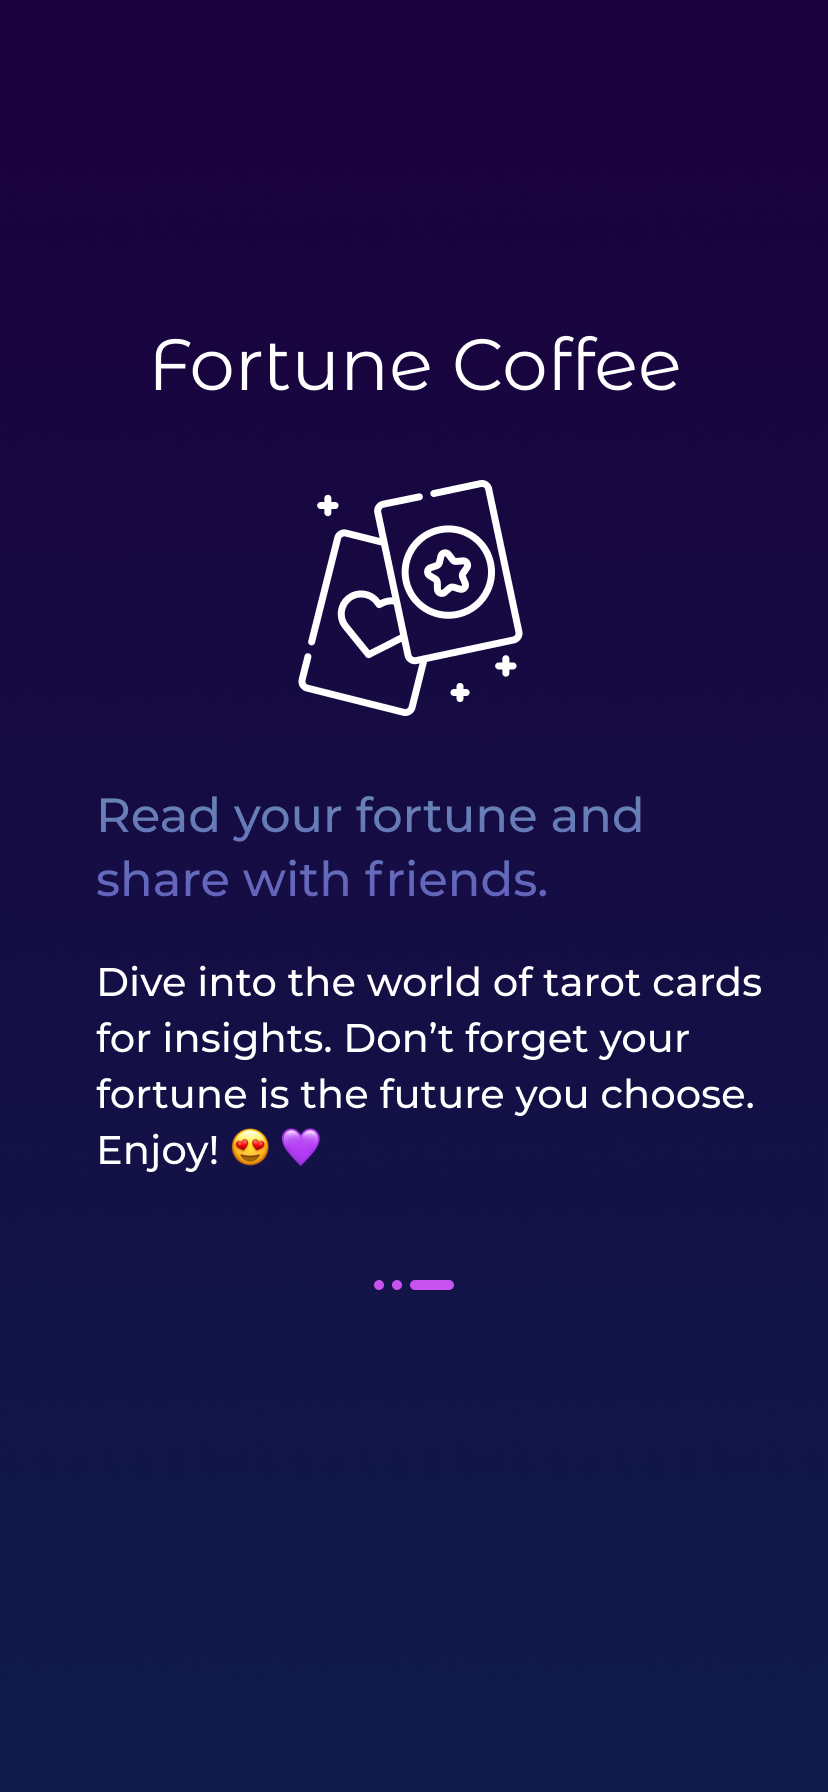 Fortune Coffee
Read your fortune and
share with friends.
Dive into the world of tarot cards
for insights. Don’t forget your
fortune is the future you choose.
Enjoy! 😍 💜